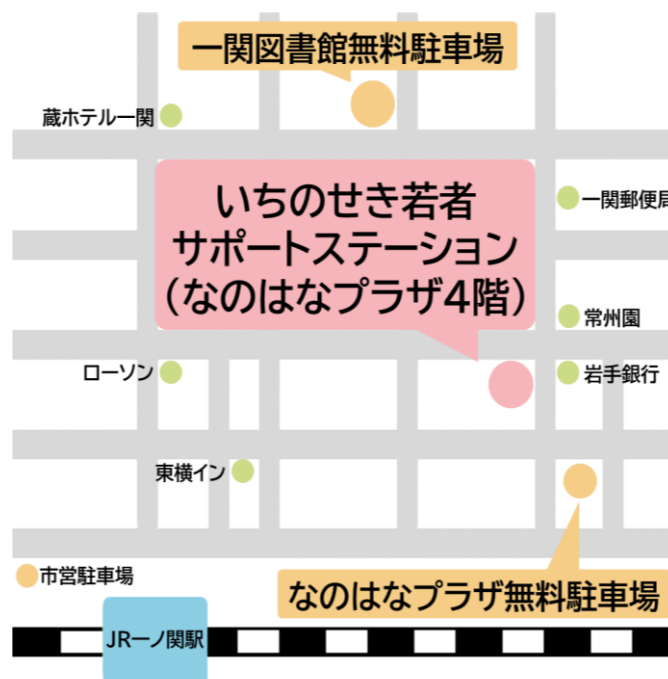 一関図書館無料駐車場
蔵ホテル一関
いちのせき若者
サポートステーション
(なのはなプラザ4階)
一関郵便局
常州園
ローソン
岩手銀行
東横イン
市営駐車場
なのはなプラザ無料駐車場
JR一ノ関駅